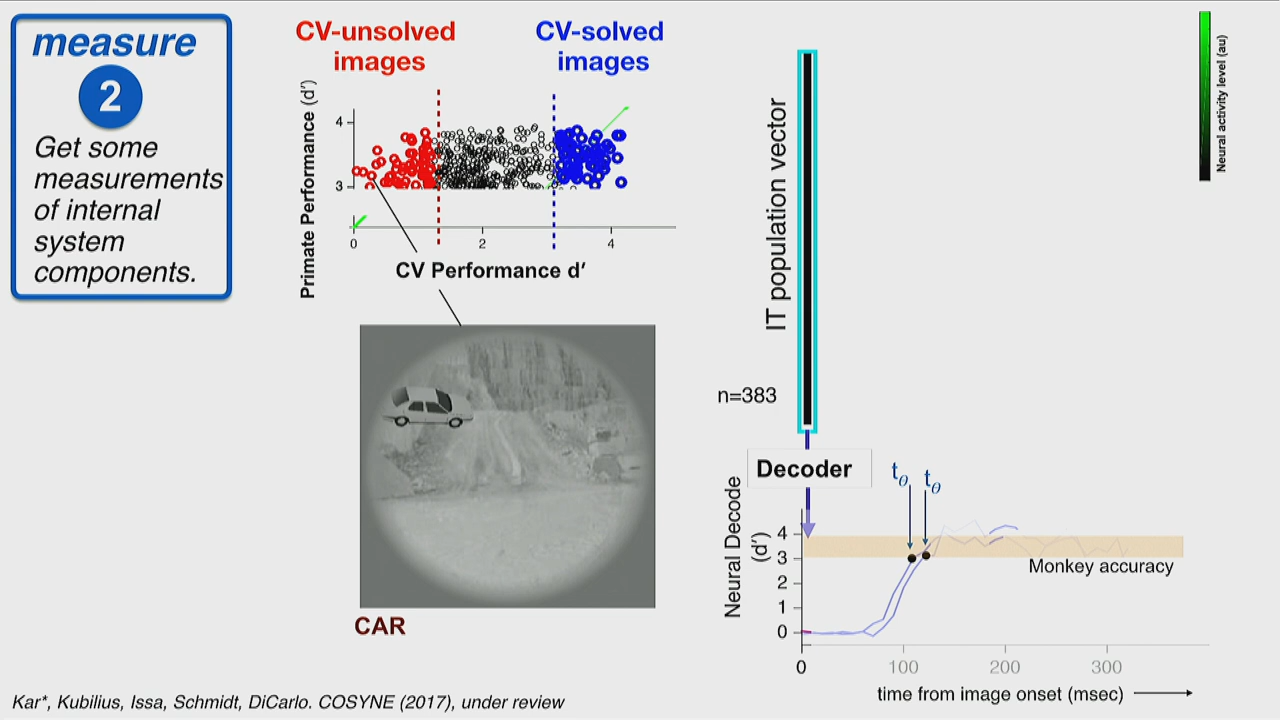 measure
2
Get some
measurements
of internal
system
components.
CV-unsolved
images
CV-solved
images
Primate Performance (d′)
4
3
0
2
4
CV Performance d′
CAR
IT population vector
n=383
Neural activity level (au)
Decoder
tθ
tθ
Neural Decode
(d′)
4
3
2
1
0
Monkey accuracy
0
100
200
300
time from image onset (msec)
Kar*, Kubilius, Issa, Schmidt, DiCarlo. COSYNE (2017), under review